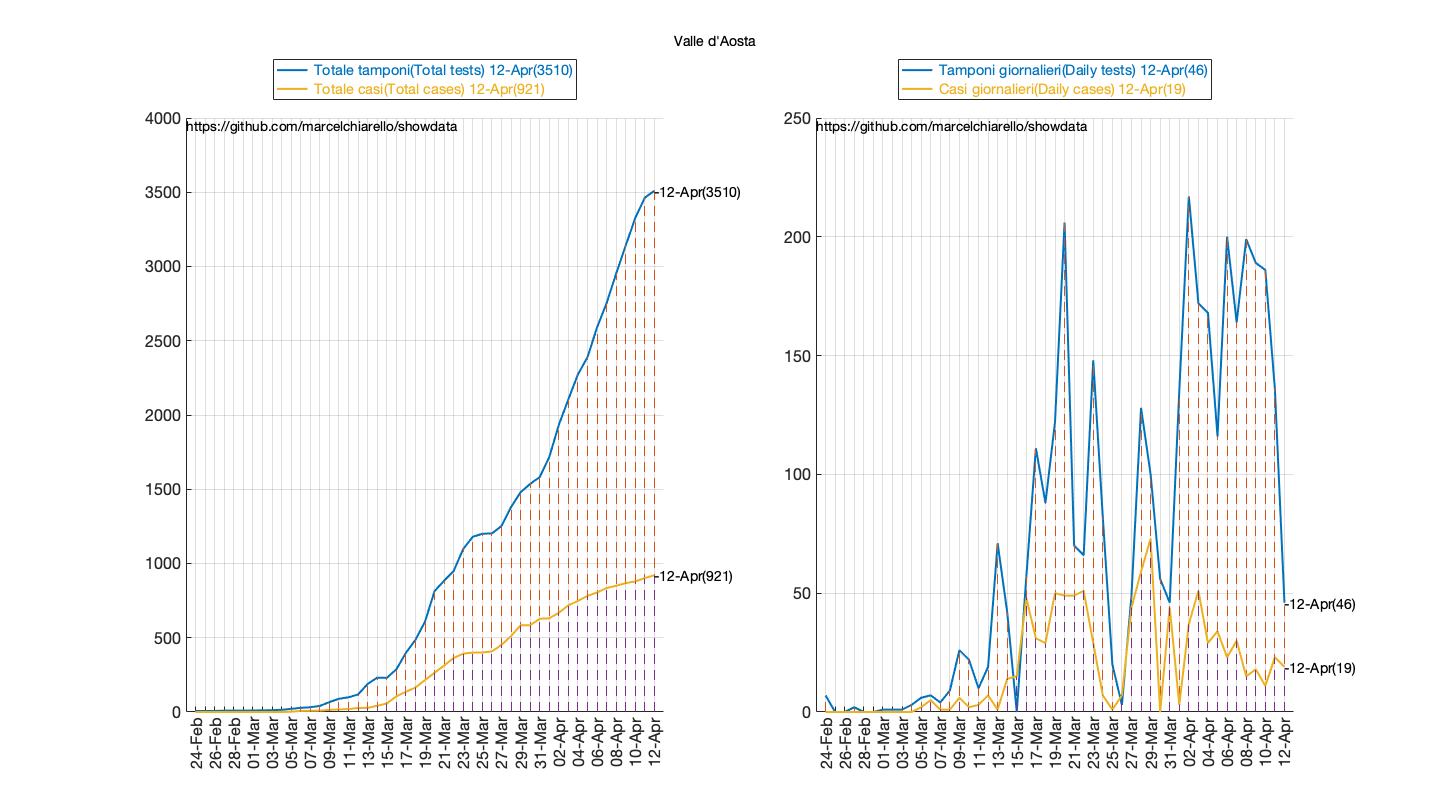 Valle d'Aosta
Totale tamponi(Total tests) 12-Apr(3510)
Totale casi(Total cases) 12-Apr(921)
https://github.com/marcelchiarello/showdata
4000
3500
3000
2500
2000
1500
1000
500
0
-12-Apr(3510)
-12-Apr(921)
24-Feb
26-Feb
28-Feb
01-Mar
03-Mar
05-Mar
07-Mar
09-Mar
11-Mar
13-Mar
15-Mar
17-Mar
19-Mar
21-Mar
23-Mar
25-Mar
27-Mar
29-Mar
31-Mar
02-Apr
04-Apr
06-Apr
08-Apr
10-Apr
12-Apr
Tamponi giornalieri(Daily tests) 12-Apr(46)
Casi giornalieri(Daily cases) 12-Apr(19)
https://github.com/marcelchiarello/showdata
250
200
150
100
50
0
-12-Apr(46)
-12-Apr(19)
24-Feb
26-Feb
28-Feb
01-Mar
03-Mar
05-Mar
07-Mar
09-Mar
11-Mar
13-Mar
15-Mar
17-Mar
19-Mar
21-Mar
23-Mar
25-Mar
27-Mar
29-Mar
31-Mar
02-Apr
04-Apr
06-Apr
08-Apr
10-Apr
12-Apr